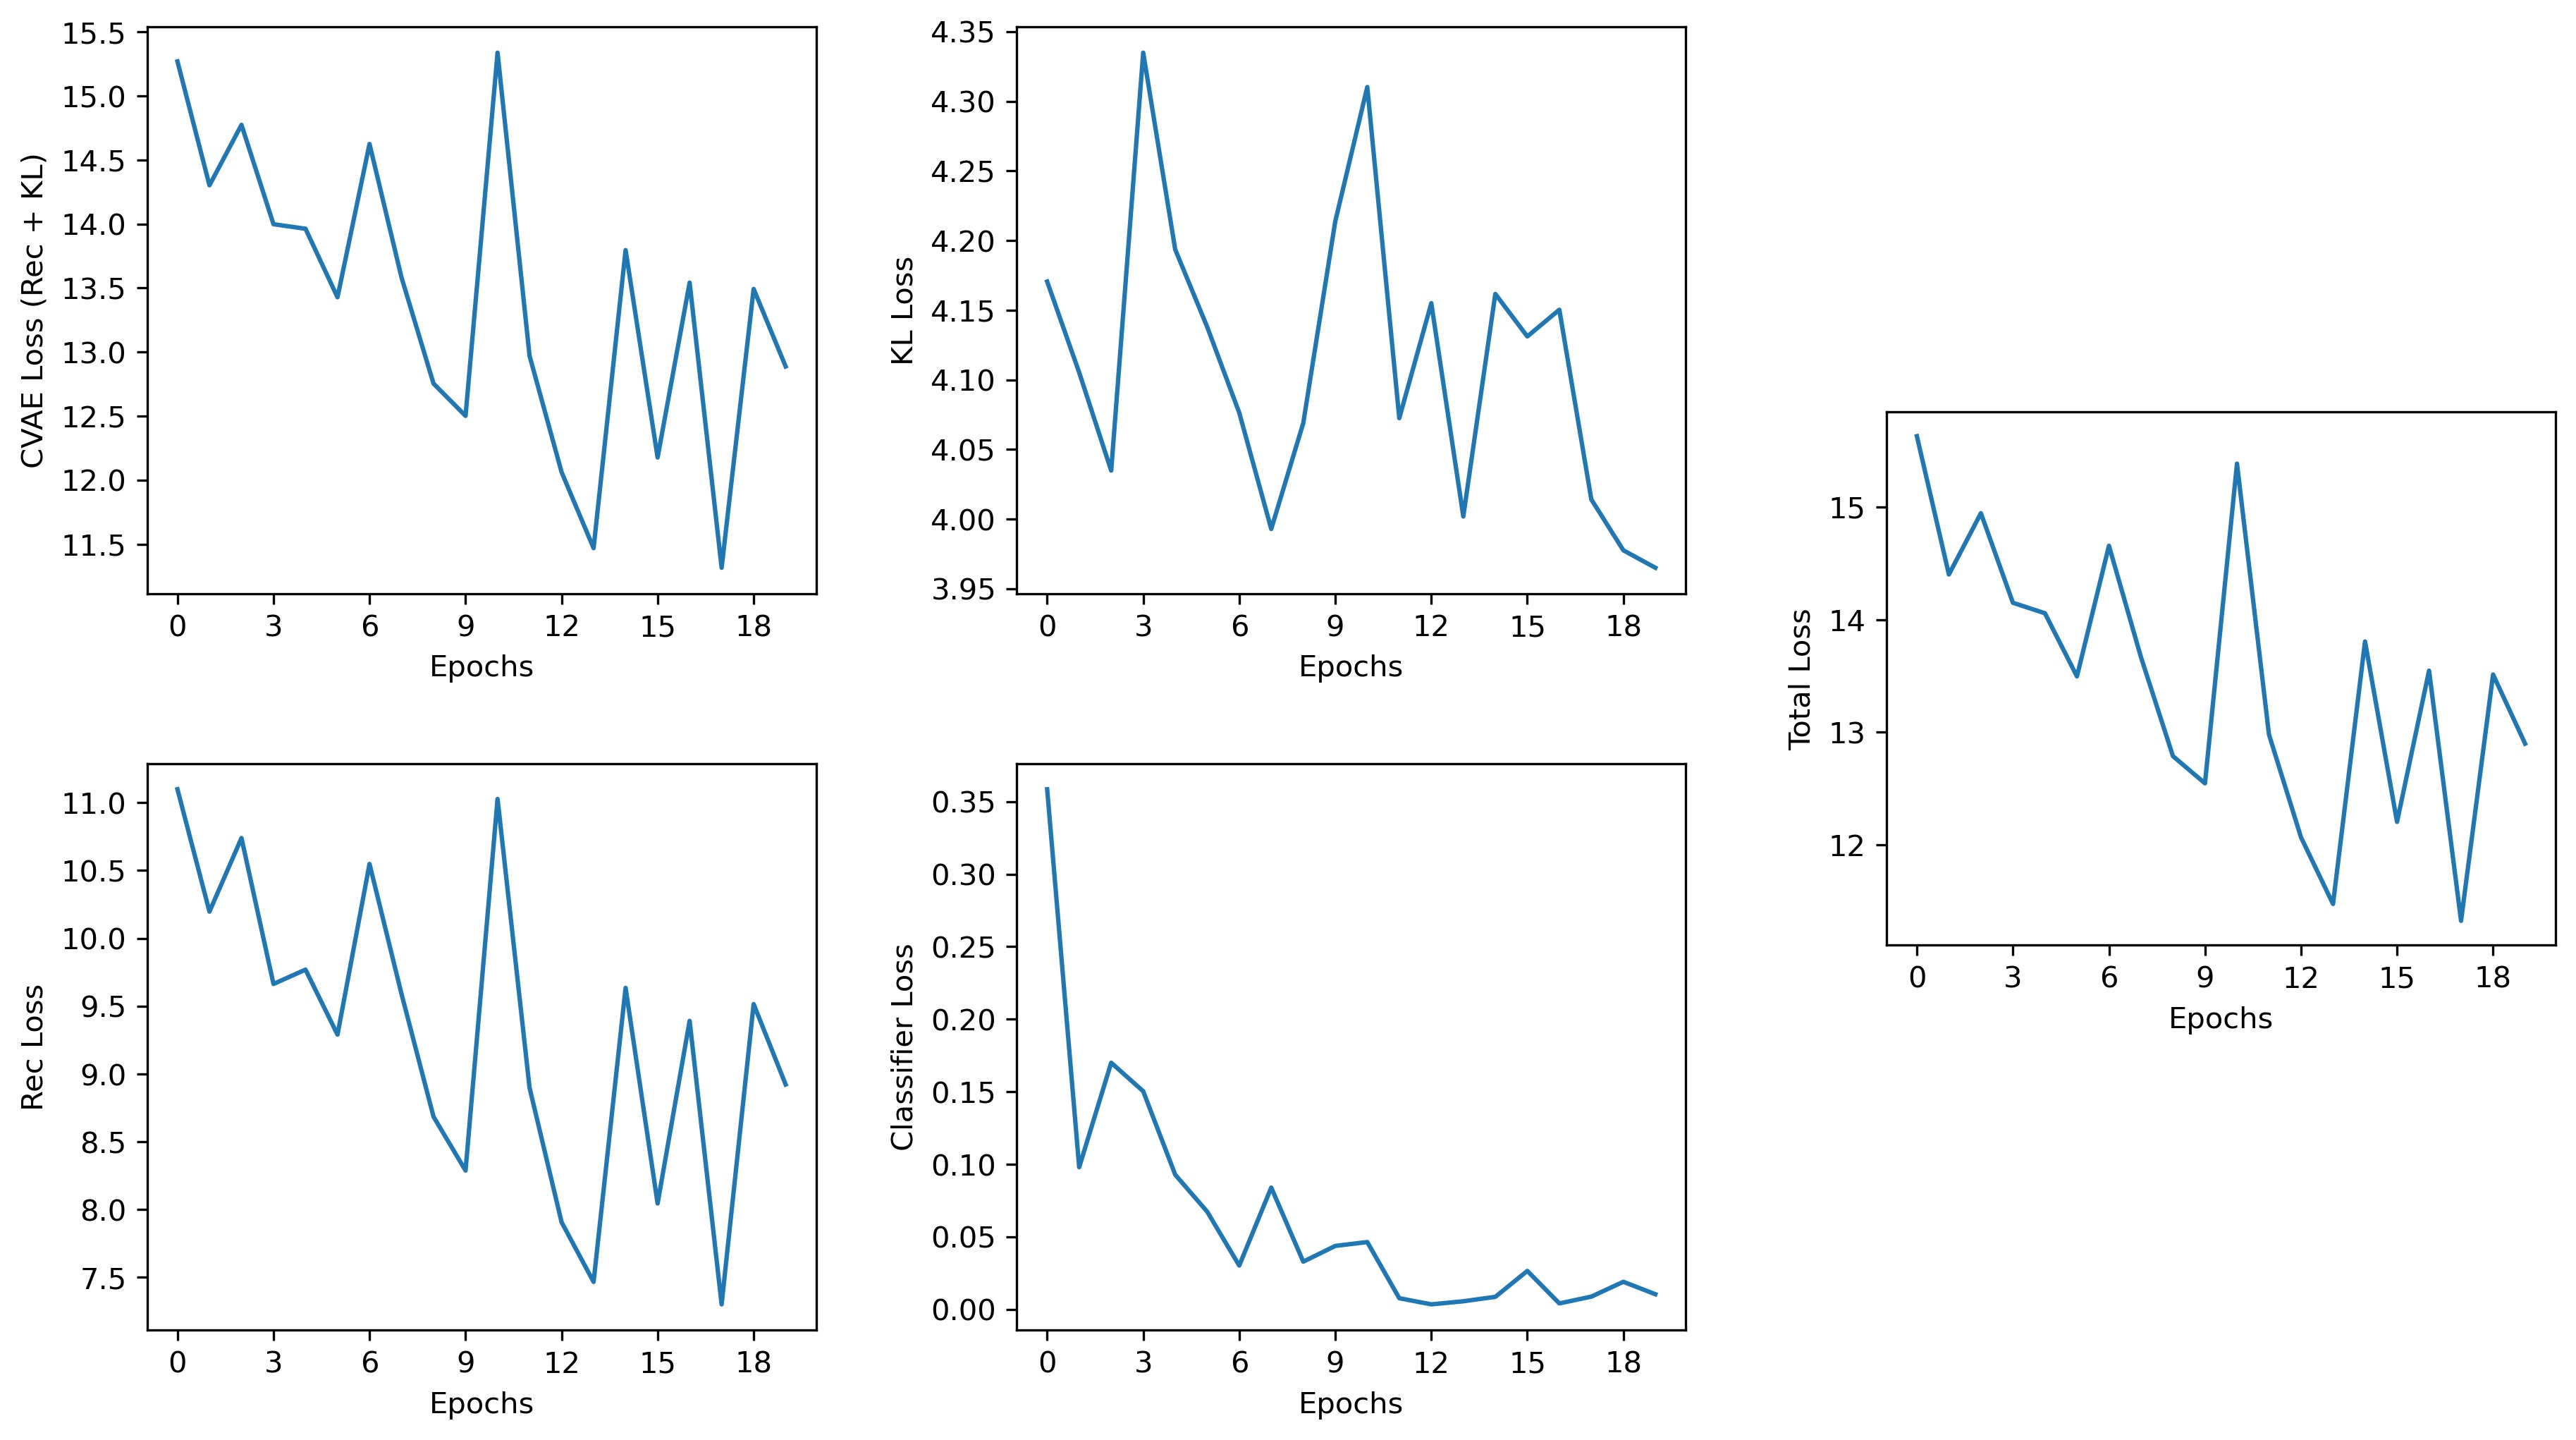 CVAE Loss (Rec + KL)
15.5
15.0
14.5
14.0
13.5
13.0
12.5
12.0
11.5
0 3 6 9 12 15 18
Epochs
KL Loss
4.35
4.30
4.25
4.20
4.15
4.10
4.05
4.00
3.95
0 3 6 9 12 15 18
Epochs
Rec Loss
11.0
10.5
10.0
9.5
9.0
8.5
8.0
7.5
0 3 6 9 12 15 18
Epochs
Classifier Loss
0.35
0.30
0.25
0.20
0.15
0.10
0.05
0.00
0 3 6 9 12 15 18
Epochs
Total Loss
15
14
13
12
0 3 6 9 12 15 18
Epochs